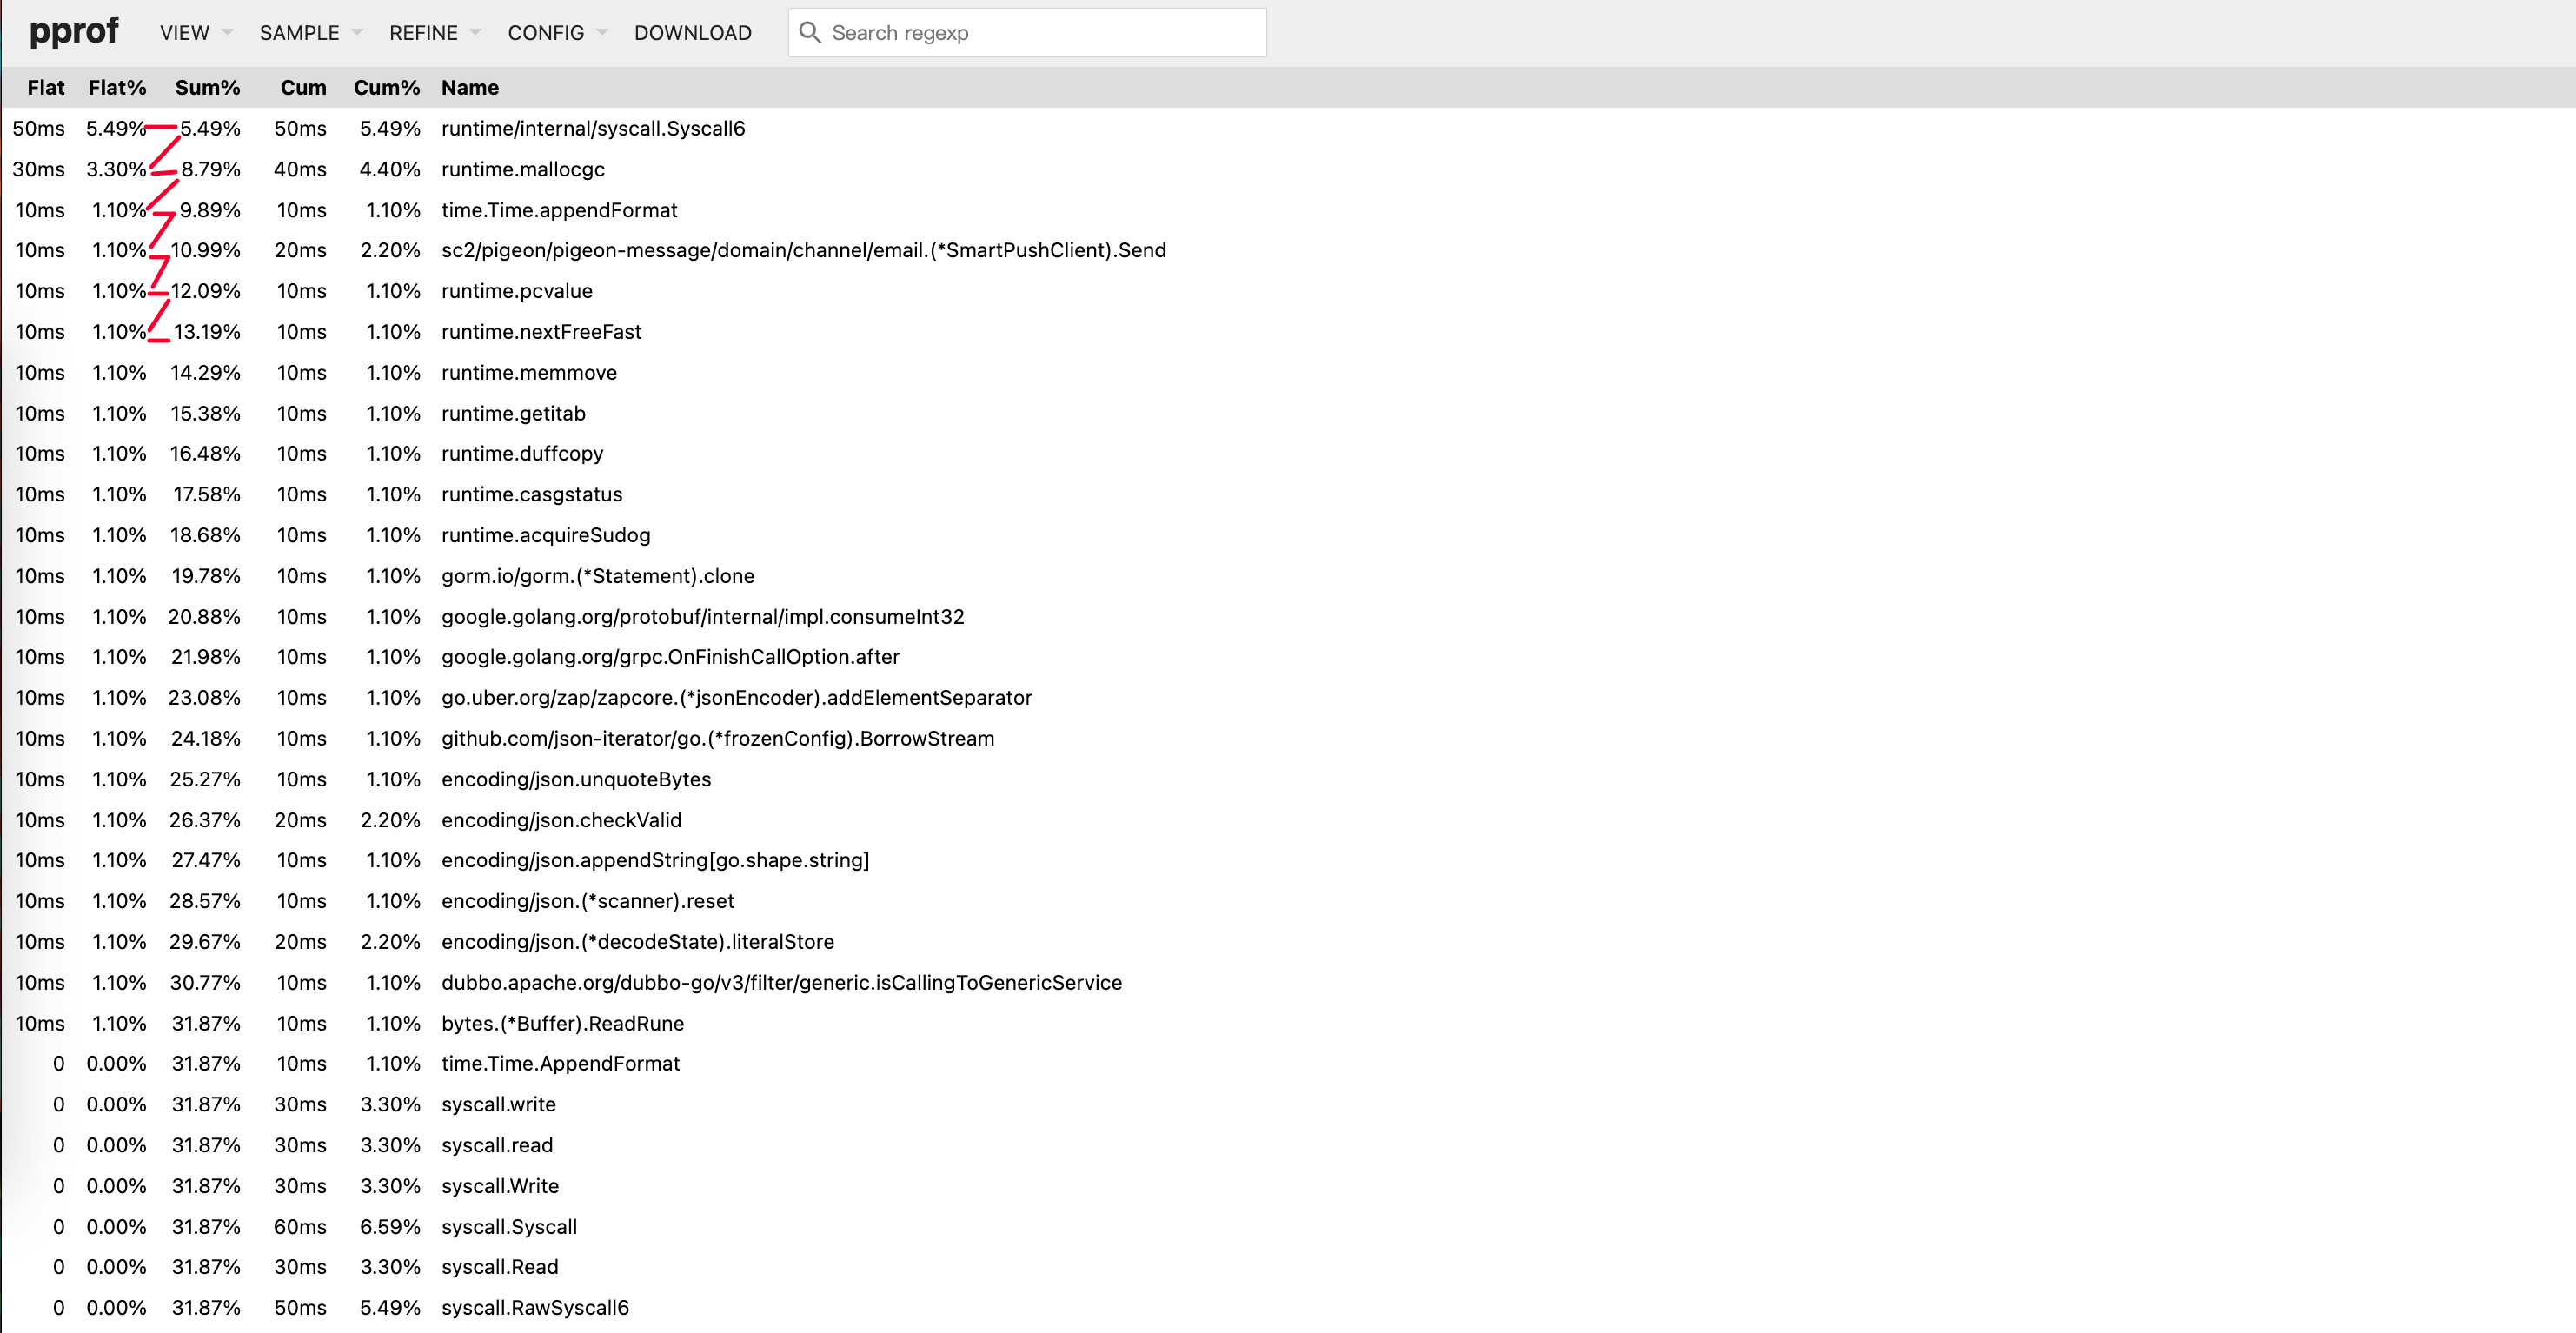 pprof VIEW SAMPLE REFINE CONFIG DOWNLOAD Search regexp
Flat Flat% Sum% Cum Cum% Name
50ms 5.49% 5.49% 50ms 5.49% runtime/internal/syscall.Syscall6
30ms 3.30% 8.79% 40ms 4.40% runtime.mallocgc
10ms 1.10% 9.89% 10ms 1.10% time.Time.appendFormat
10ms 1.10% 10.99% 20ms 2.20% sc2/pigeon/pigeon-message/domain/channel/email.(*SmartPushClient).Send
10ms 1.10% 12.09% 10ms 1.10% runtime.pcvalue
10ms 1.10% 13.19% 10ms 1.10% runtime.nextFreeFast
10ms 1.10% 14.29% 10ms 1.10% runtime.memmove
10ms 1.10% 15.38% 10ms 1.10% runtime.getitab
10ms 1.10% 16.48% 10ms 1.10% runtime.duffcopy
10ms 1.10% 17.58% 10ms 1.10% runtime.casgstatus
10ms 1.10% 18.68% 10ms 1.10% runtime.acquireSudog
10ms 1.10% 19.78% 10ms 1.10% gorm.io/gorm.(*Statement).clone
10ms 1.10% 20.88% 10ms 1.10% google.golang.org/protobuf/internal/impl.consumeInt32
10ms 1.10% 21.98% 10ms 1.10% google.golang.org/grpc.OnFinishCallOption.after
10ms 1.10% 23.08% 10ms 1.10% go.uber.org/zap/zapcore.(*jsonEncoder).addElementSeparator
10ms 1.10% 24.18% 10ms 1.10% github.com/json-iterator/go.(*frozenConfig).BorrowStream
10ms 1.10% 25.27% 10ms 1.10% encoding/json.unquoteBytes
10ms 1.10% 26.37% 20ms 2.20% encoding/json.checkValid
10ms 1.10% 27.47% 10ms 1.10% encoding/json.appendString[go.shape.string]
10ms 1.10% 28.57% 10ms 1.10% encoding/json.(*scanner).reset
10ms 1.10% 29.67% 20ms 2.20% encoding/json.(*decodeState).literalStore
10ms 1.10% 30.77% 10ms 1.10% dubbo.apache.org/dubbo-go/v3/filter/generic.isCallingToGenericService
10ms 1.10% 31.87% 10ms 1.10% bytes.(*Buffer).ReadRune
0 0.00% 31.87% 10ms 1.10% time.Time.AppendFormat
0 0.00% 31.87% 30ms 3.30% syscall.write
0 0.00% 31.87% 30ms 3.30% syscall.read
0 0.00% 31.87% 30ms 3.30% syscall.Write
0 0.00% 31.87% 60ms 6.59% syscall.Syscall
0 0.00% 31.87% 30ms 3.30% syscall.Read
0 0.00% 31.87% 50ms 5.49% syscall.RawSyscall6